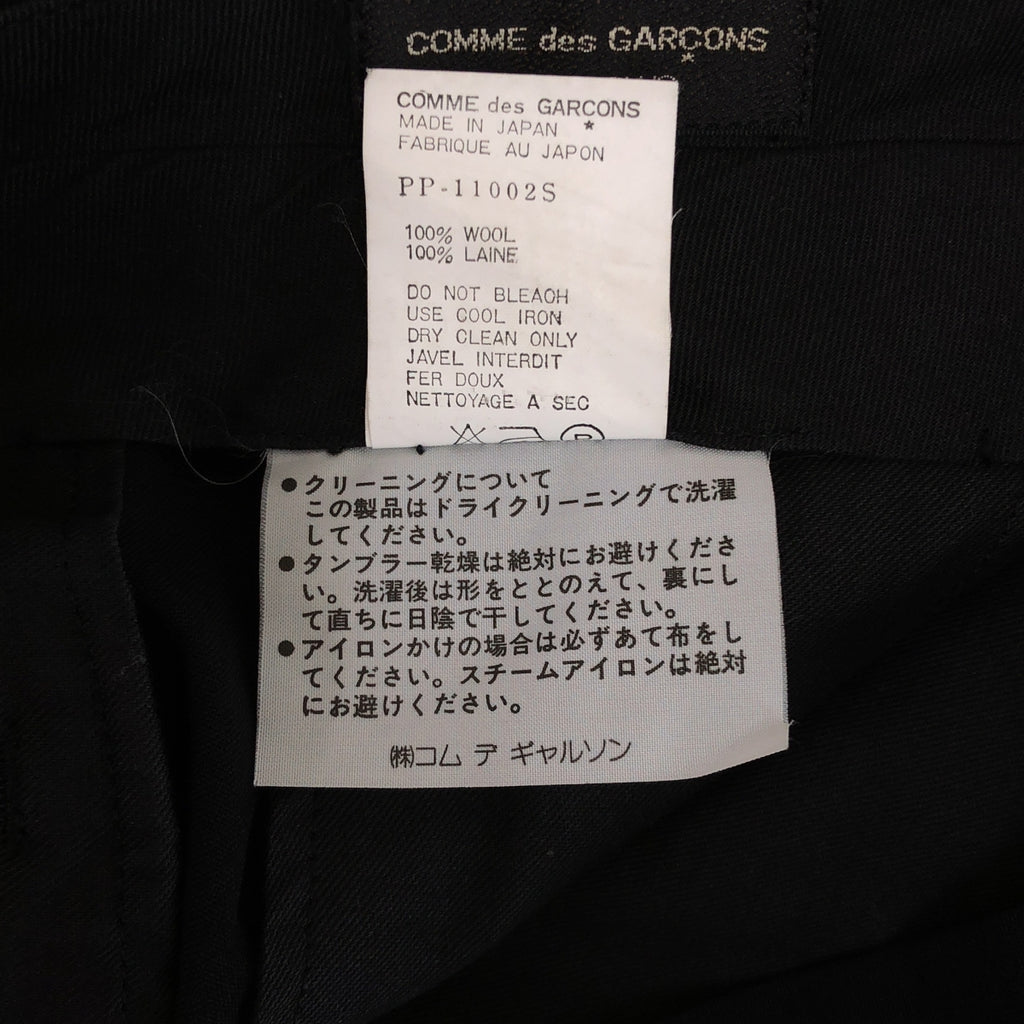 COMME des GARÇONS
*
COMME des GARCONS
MADE IN JAPAN *
FABRIQUE AU JAPON
PP-11002S
100% WOOL
100% LAINE
DO NOT BLEACH
USE COOL IRON
DRY CLEAN ONLY
JAVEL INTERDIT
FER DOUX
NETTOYAGE A SEC
●クリーニングについて
この製品はドライクリーニングで洗濯
してください。
●タンブラー乾燥は絶対にお避けくださ
い。洗濯後は形をととのえて、裏にし
て直ちに日陰で干してください。
●アイロンかけの場合は必ずあて布をし
てください。スチームアイロンは絶対
にお避けください。
㈱コム デ ギャルソン